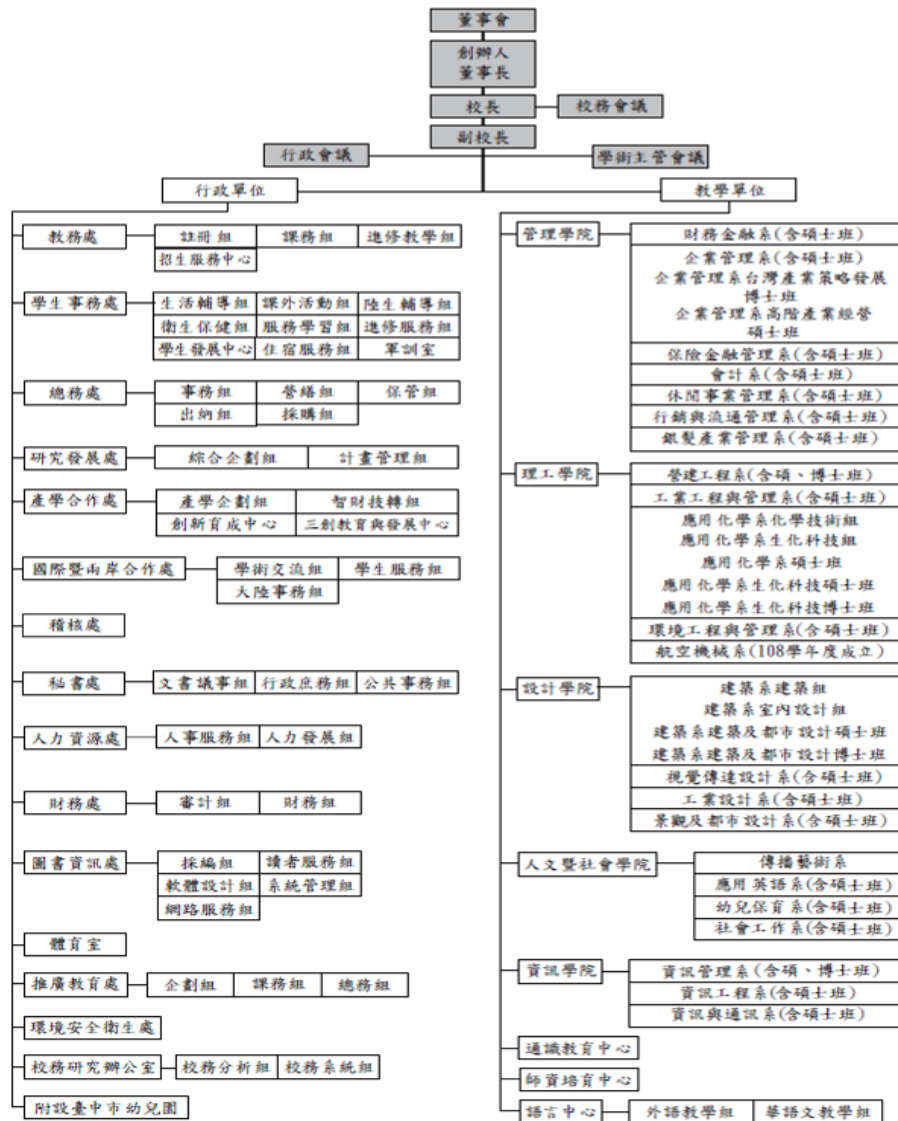 董事會
創辦人
董事長
校長
校務會議
副校長
行政會議
學術主管會議
行政單位
教務處
註冊組
課務組
進修教學組
招生服務中心
學生事務處
生活輔導組
課外活動組
陸生輔導組
衛生保健組
服務學習組
進修服務組
學生發展中心
住宿服務組
軍訓室
總務處
事務組
營繕組
保管組
出納組
採購組
研究發展處
綜合企劃組
計畫管理組
產學合作處
產學企劃組
智財技轉組
創新育成中心
三創教育與發展中心
國際暨兩岸合作處
學術交流組
學生服務組
大陸事務組
稽核處
秘書處
文書議事組
行政庶務組
公共事務組
人力資源處
人事服務組
人力發展組
財務處
審計組
財務組
圖書資訊處
採編組
讀者服務組
軟體設計組
系統管理組
網路服務組
體育室
推廣教育處
企劃組
課務組
總務組
環境安全衛生處
校務研究辦公室
校務分析組
校務系統組
附設臺中市幼兒園
教學單位
管理學院
財務金融系(含碩士班)
企業管理系(含碩士班)
企業管理系台灣產業策略發展
博士班
企業管理系高階產業經營
碩士班
保險金融管理系(含碩士班)
會計系(含碩士班)
休閒事業管理系(含碩士班)
行銷與流通管理系(含碩士班)
銀髮產業管理系(含碩士班)
理工學院
營建工程系(含碩、博士班)
工業工程與管理系(含碩士班)
應用化學系化學技術組
應用化學系生化科技組
應用化學系碩士班
應用化學系生化科技碩士班
應用化學系生化科技博士班
環境工程與管理系(含碩士班)
航空機械系(108學年度成立)
設計學院
建築系建築組
建築系室內設計組
建築系建築及都市設計碩士班
建築系建築及都市設計博士班
視覺傳達設計系(含碩士班)
工業設計系(含碩士班)
景觀及都市設計系(含碩士班)
人文暨社會學院
傳播藝術系
應用英語系(含碩士班)
幼兒保育系(含碩士班)
社會工作系(含碩士班)
資訊學院
資訊管理系(含碩、博士班)
資訊工程系(含碩士班)
資訊與通訊系(含碩士班)
通識教育中心
師資培育中心
語言中心
外語教學組
華語文教學組